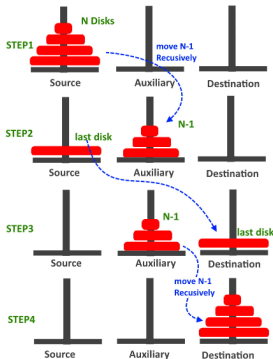 N Disks
STEP1
move N-1
Recusively
Source Auxiliary Destination
STEP2
last disk
N-1
Source Auxiliary Destination
STEP3
N-1
last disk
Source Auxiliary Destination
move N-1
Recusively
STEP4
Source Auxiliary Destination